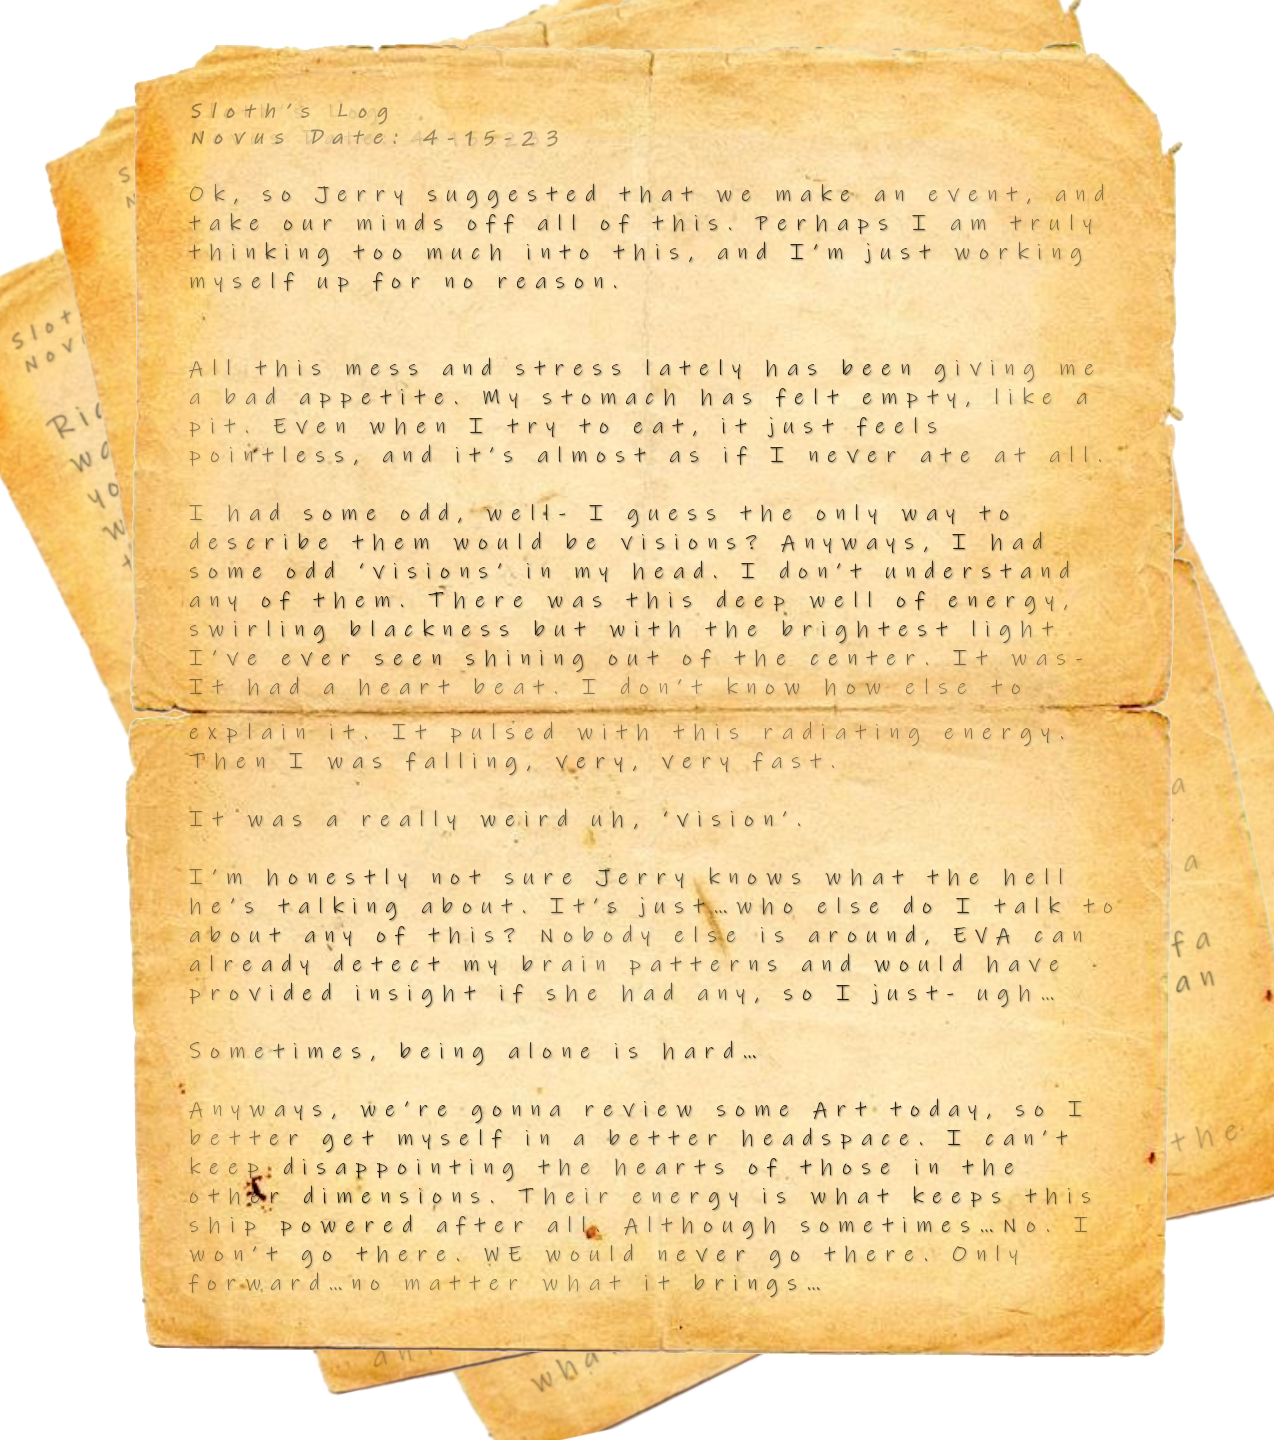 Sloth's Log
Novus Date: 4-15-23
Ok, so Jerry suggested that we make an event, and
take our minds off all of this. Perhaps I am truly
thinking too much into this, and I'm just working
myself up for no reason.
All this mess and stress lately has been giving me
a bad appetite. My stomach has felt empty, like a
pit. Even when I try to eat, it just feels
pointless, and it's almost as if I never ate at all.
I had some odd, well- I guess the only way to
describe them would be visions? Anyways, I had
some odd 'visions' in my head. I don't understand
any of them. There was this deep well of energy,
swirling blackness but with the brightest light
I've ever seen shining out of the center. It was-
It had a heart beat. I don't know how else to
explain it. It pulsed with this radiating energy.
Then I was falling, very, very fast.
It was a really weird uh, 'vision'.
I'm honestly not sure Jerry knows what the hell
he's talking about. It's just…who else do I talk to
about any of this? Nobody else is around, EVA can
already detect my brain patterns and would have
provided insight if she had any, so I just- ugh…
Sometimes, being alone is hard…
Anyways, we're gonna review some Art today, so I
better get myself in a better headspace. I can't
keep disappointing the hearts of those in the
other dimensions. Their energy is what keeps this
ship powered after all. Although sometimes…No. I
won't go there. WE would never go there. Only
forward…no matter what it brings…
a
a
fa
an
the